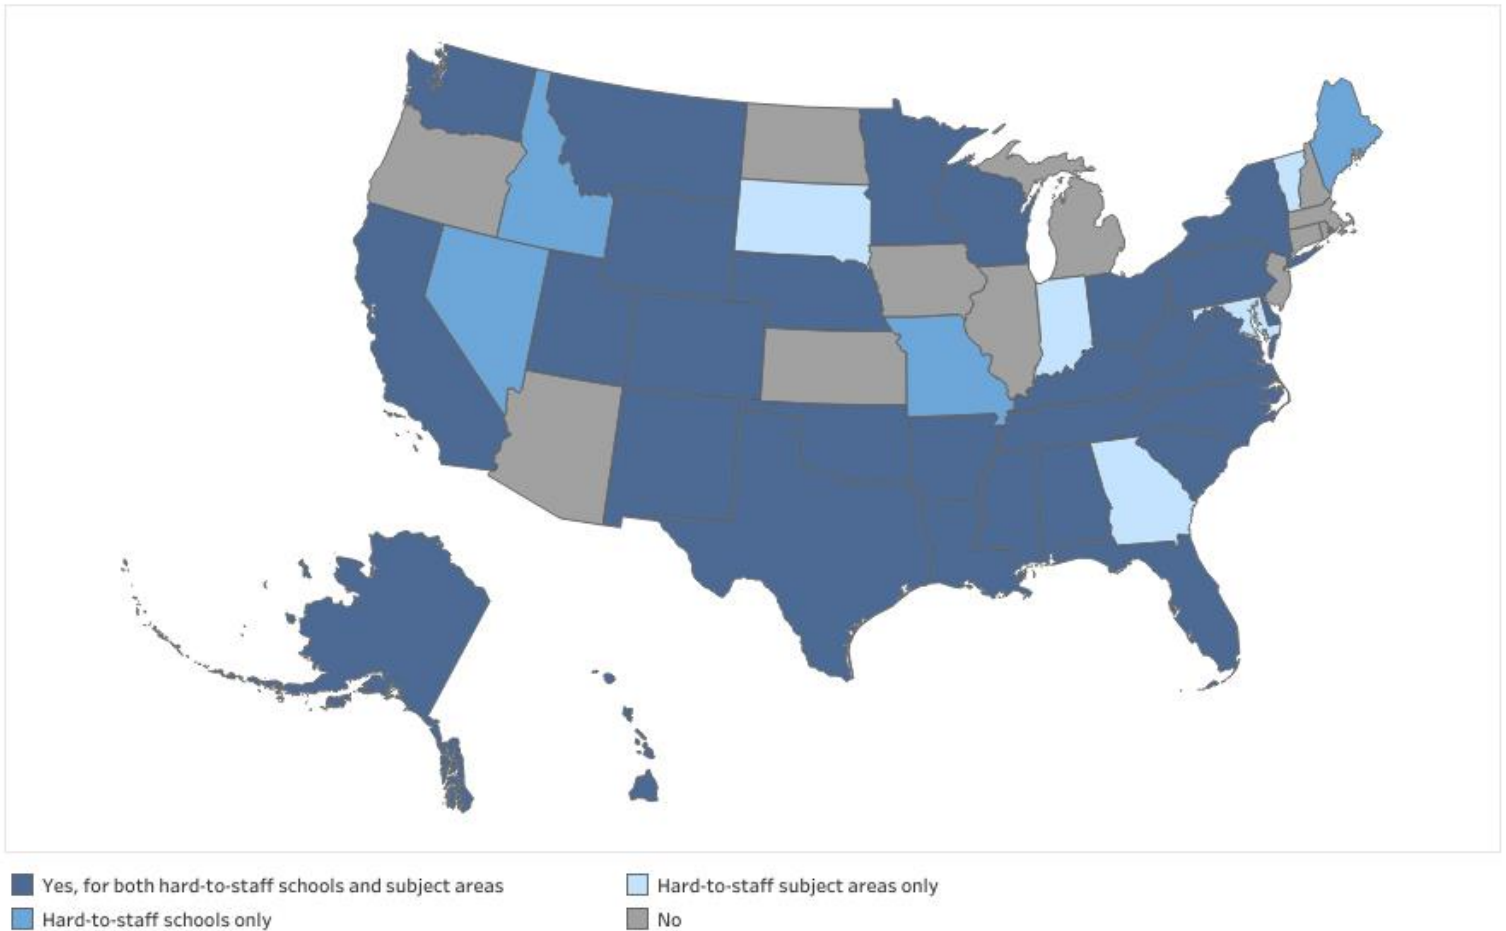 Yes, for both hard-to-staff schools and subject areas
Hard-to-staff subject areas only
Hard-to-staff schools only
No